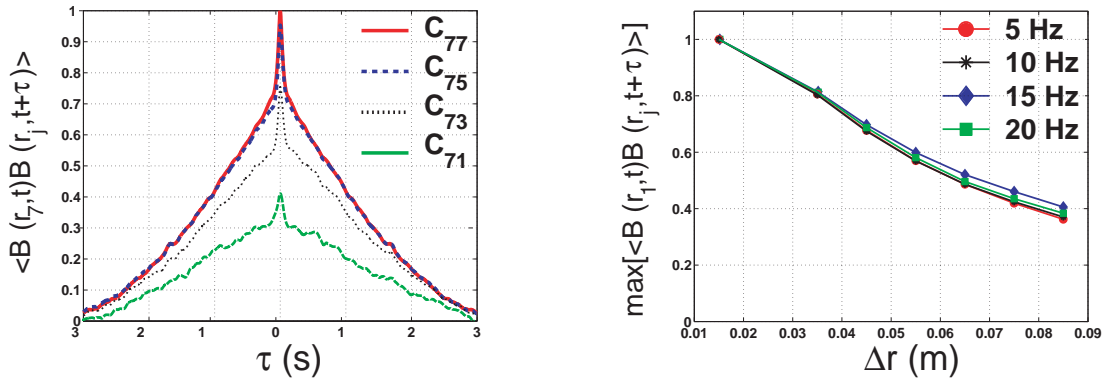 <B (r7,t)B (rj,t+τ)>
1
0.9
0.8
0.7
0.6
0.5
0.4
0.3
0.2
0.1
0
3 2 1 0 1 2 3
τ (s)
C77
C75
C73
C71
max[<B (r1,t)B (rj,t+τ)>]
1
0.8
0.6
0.4
0.2
0
0.01 0.02 0.03 0.04 0.05 0.06 0.07 0.08 0.09
Δr (m)
5 Hz
10 Hz
15 Hz
20 Hz